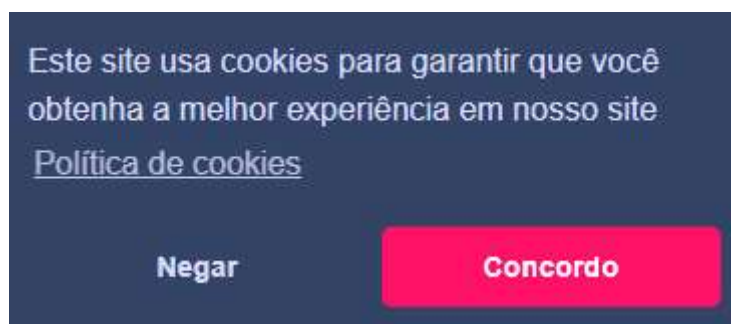 Este site usa cookies para garantir que você
obtenha a melhor experiência em nosso site
Política de cookies
Negar
Concordo